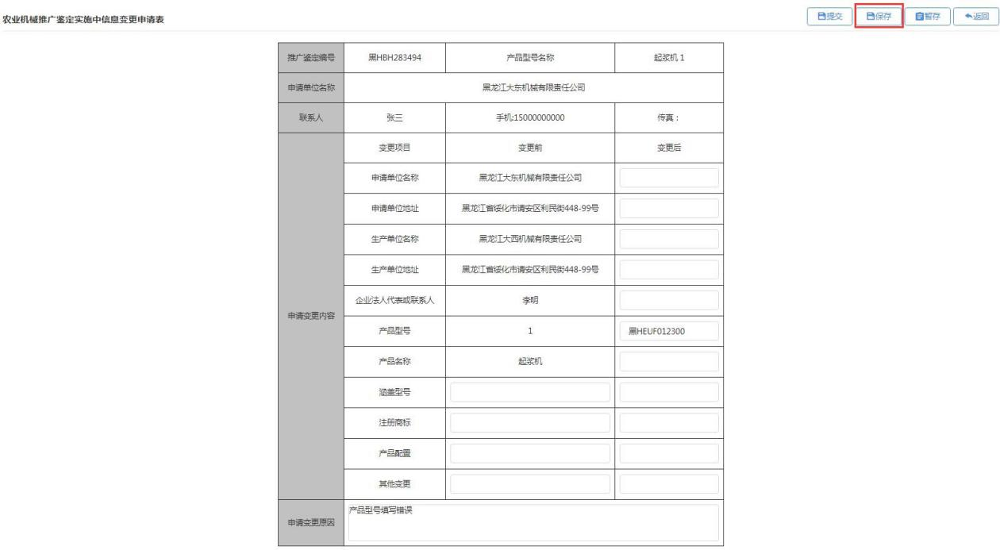 农业机械推广鉴定实施中信息变更申请表 提交 保存 暂存 返回
推广鉴定编号 黑HBH283494 产品型号名称 起浆机 1
申请单位名称 黑龙江大东机械有限责任公司
联系人 张三 手机:15000000000 传真：
变更项目 变更前 变更后
申请单位名称 黑龙江大东机械有限责任公司
申请单位地址 黑龙江省绥化市请安区利民街448-99号
生产单位名称 黑龙江大西机械有限责任公司
生产单位地址 黑龙江省绥化市请安区利民街448-99号
企业法人代表或联系人 李明
申请变更内容
产品型号 1 黑HEUF012300
产品名称 起浆机
涵盖型号
注册商标
产品配置
其他变更
申请变更原因 产品型号填写错误